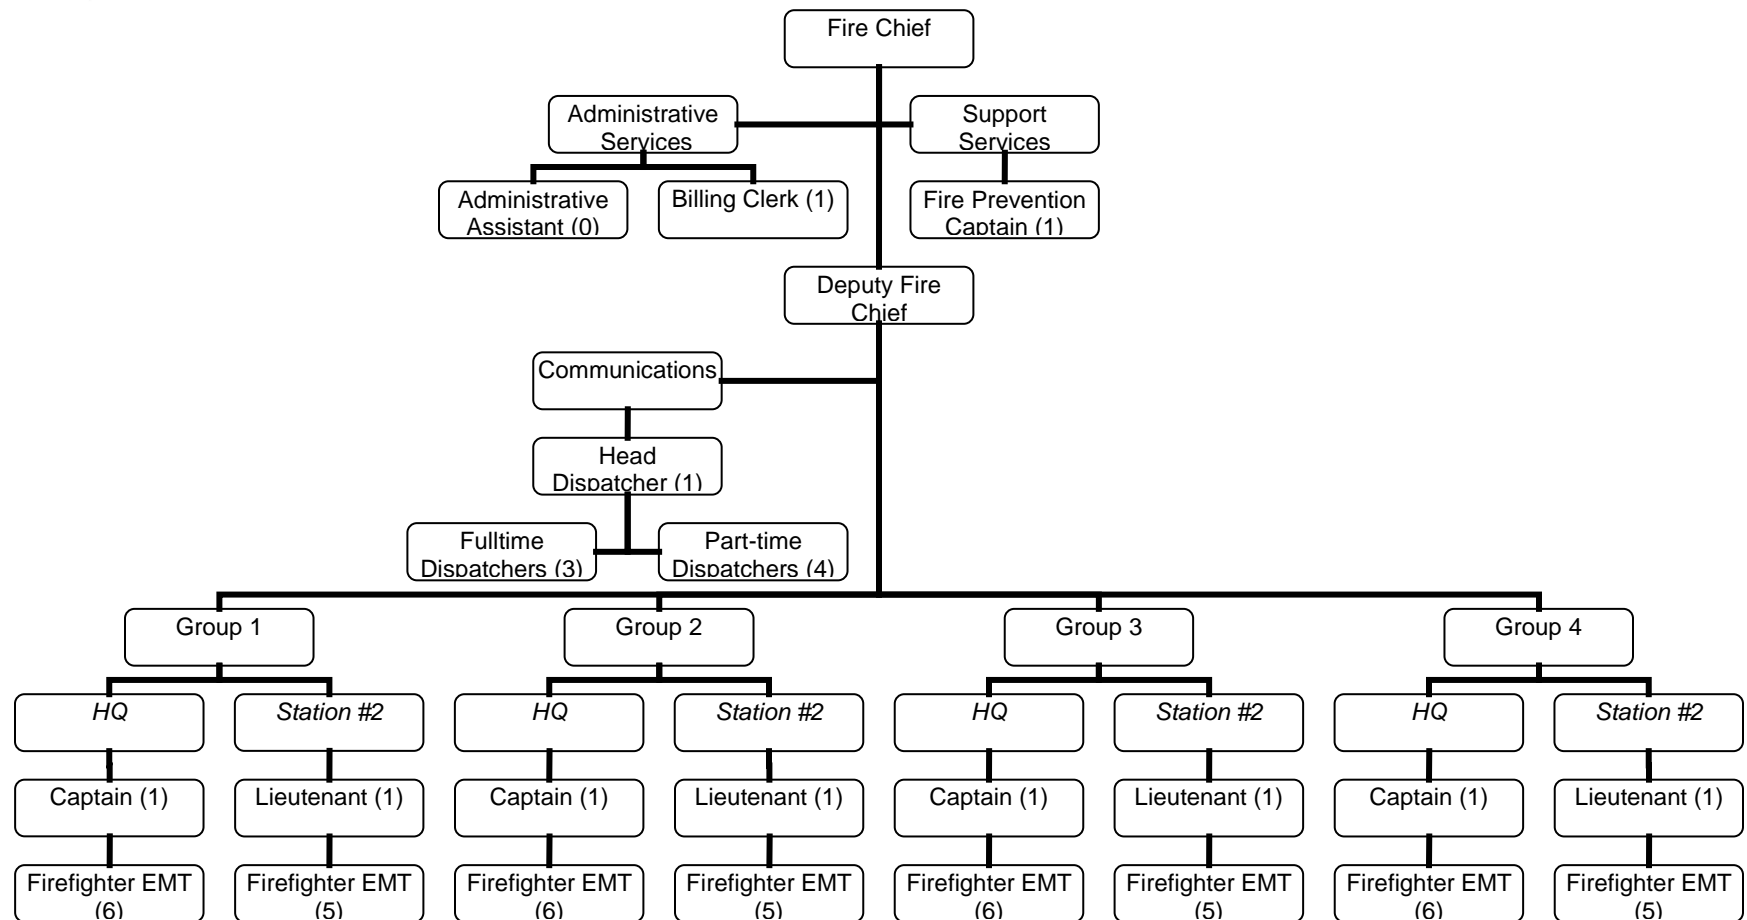 Fire Chief
Administrative
Services
Support
Services
Administrative
Assistant (0)
Billing Clerk (1)
Fire Prevention
Captain (1)
Deputy Fire
Chief
Communications
Head
Dispatcher (1)
Fulltime
Dispatchers (3)
Part-time
Dispatchers (4)
Group 1
Group 2
Group 3
Group 4
HQ
Station #2
HQ
Station #2
HQ
Station #2
HQ
Station #2
Captain (1)
Lieutenant (1)
Captain (1)
Lieutenant (1)
Captain (1)
Lieutenant (1)
Captain (1)
Lieutenant (1)
Firefighter EMT
(6)
Firefighter EMT
(5)
Firefighter EMT
(6)
Firefighter EMT
(5)
Firefighter EMT
(6)
Firefighter EMT
(5)
Firefighter EMT
(6)
Firefighter EMT
(5)